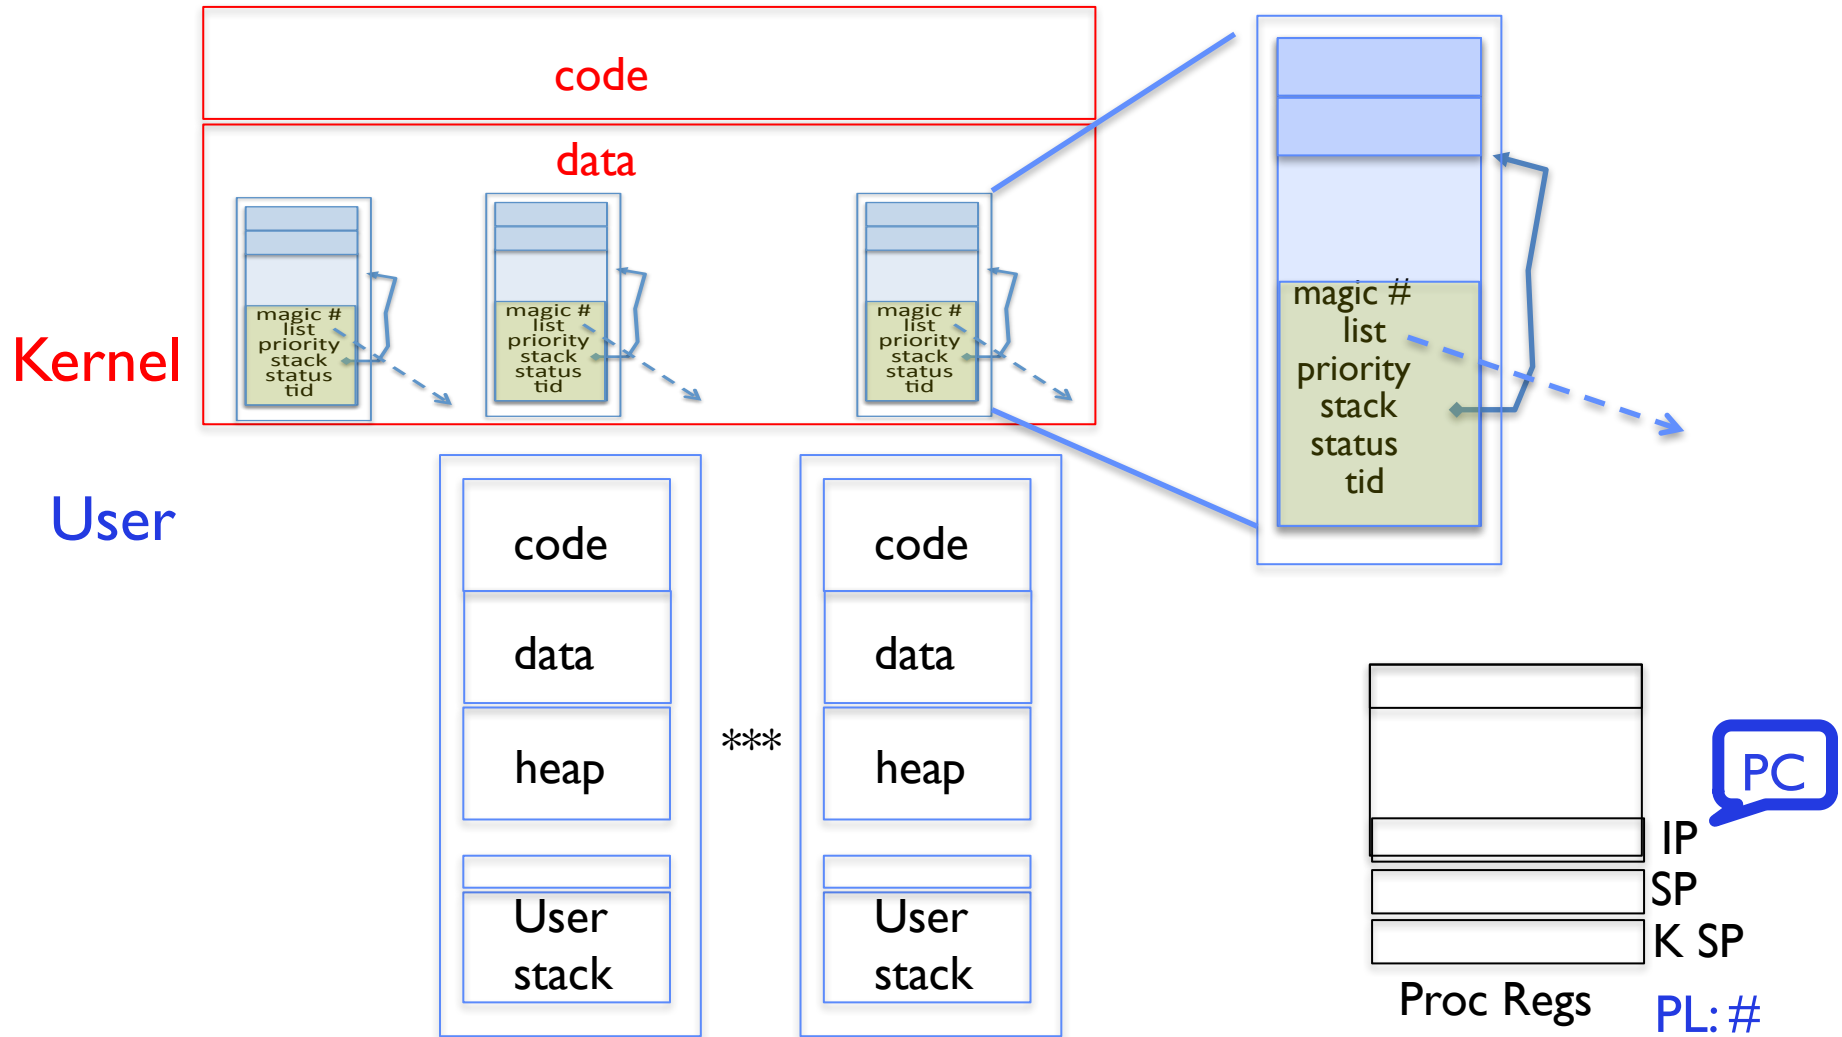 code
data
magic #
list
priority
stack
status
tid
magic #
list
priority
stack
status
tid
magic #
list
priority
stack
status
tid
magic #
list
priority
stack
status
tid
Kernel
User
code
data
heap
User
stack
***
code
data
heap
User
stack
PC
IP
SP
K SP
Proc Regs
PL: #